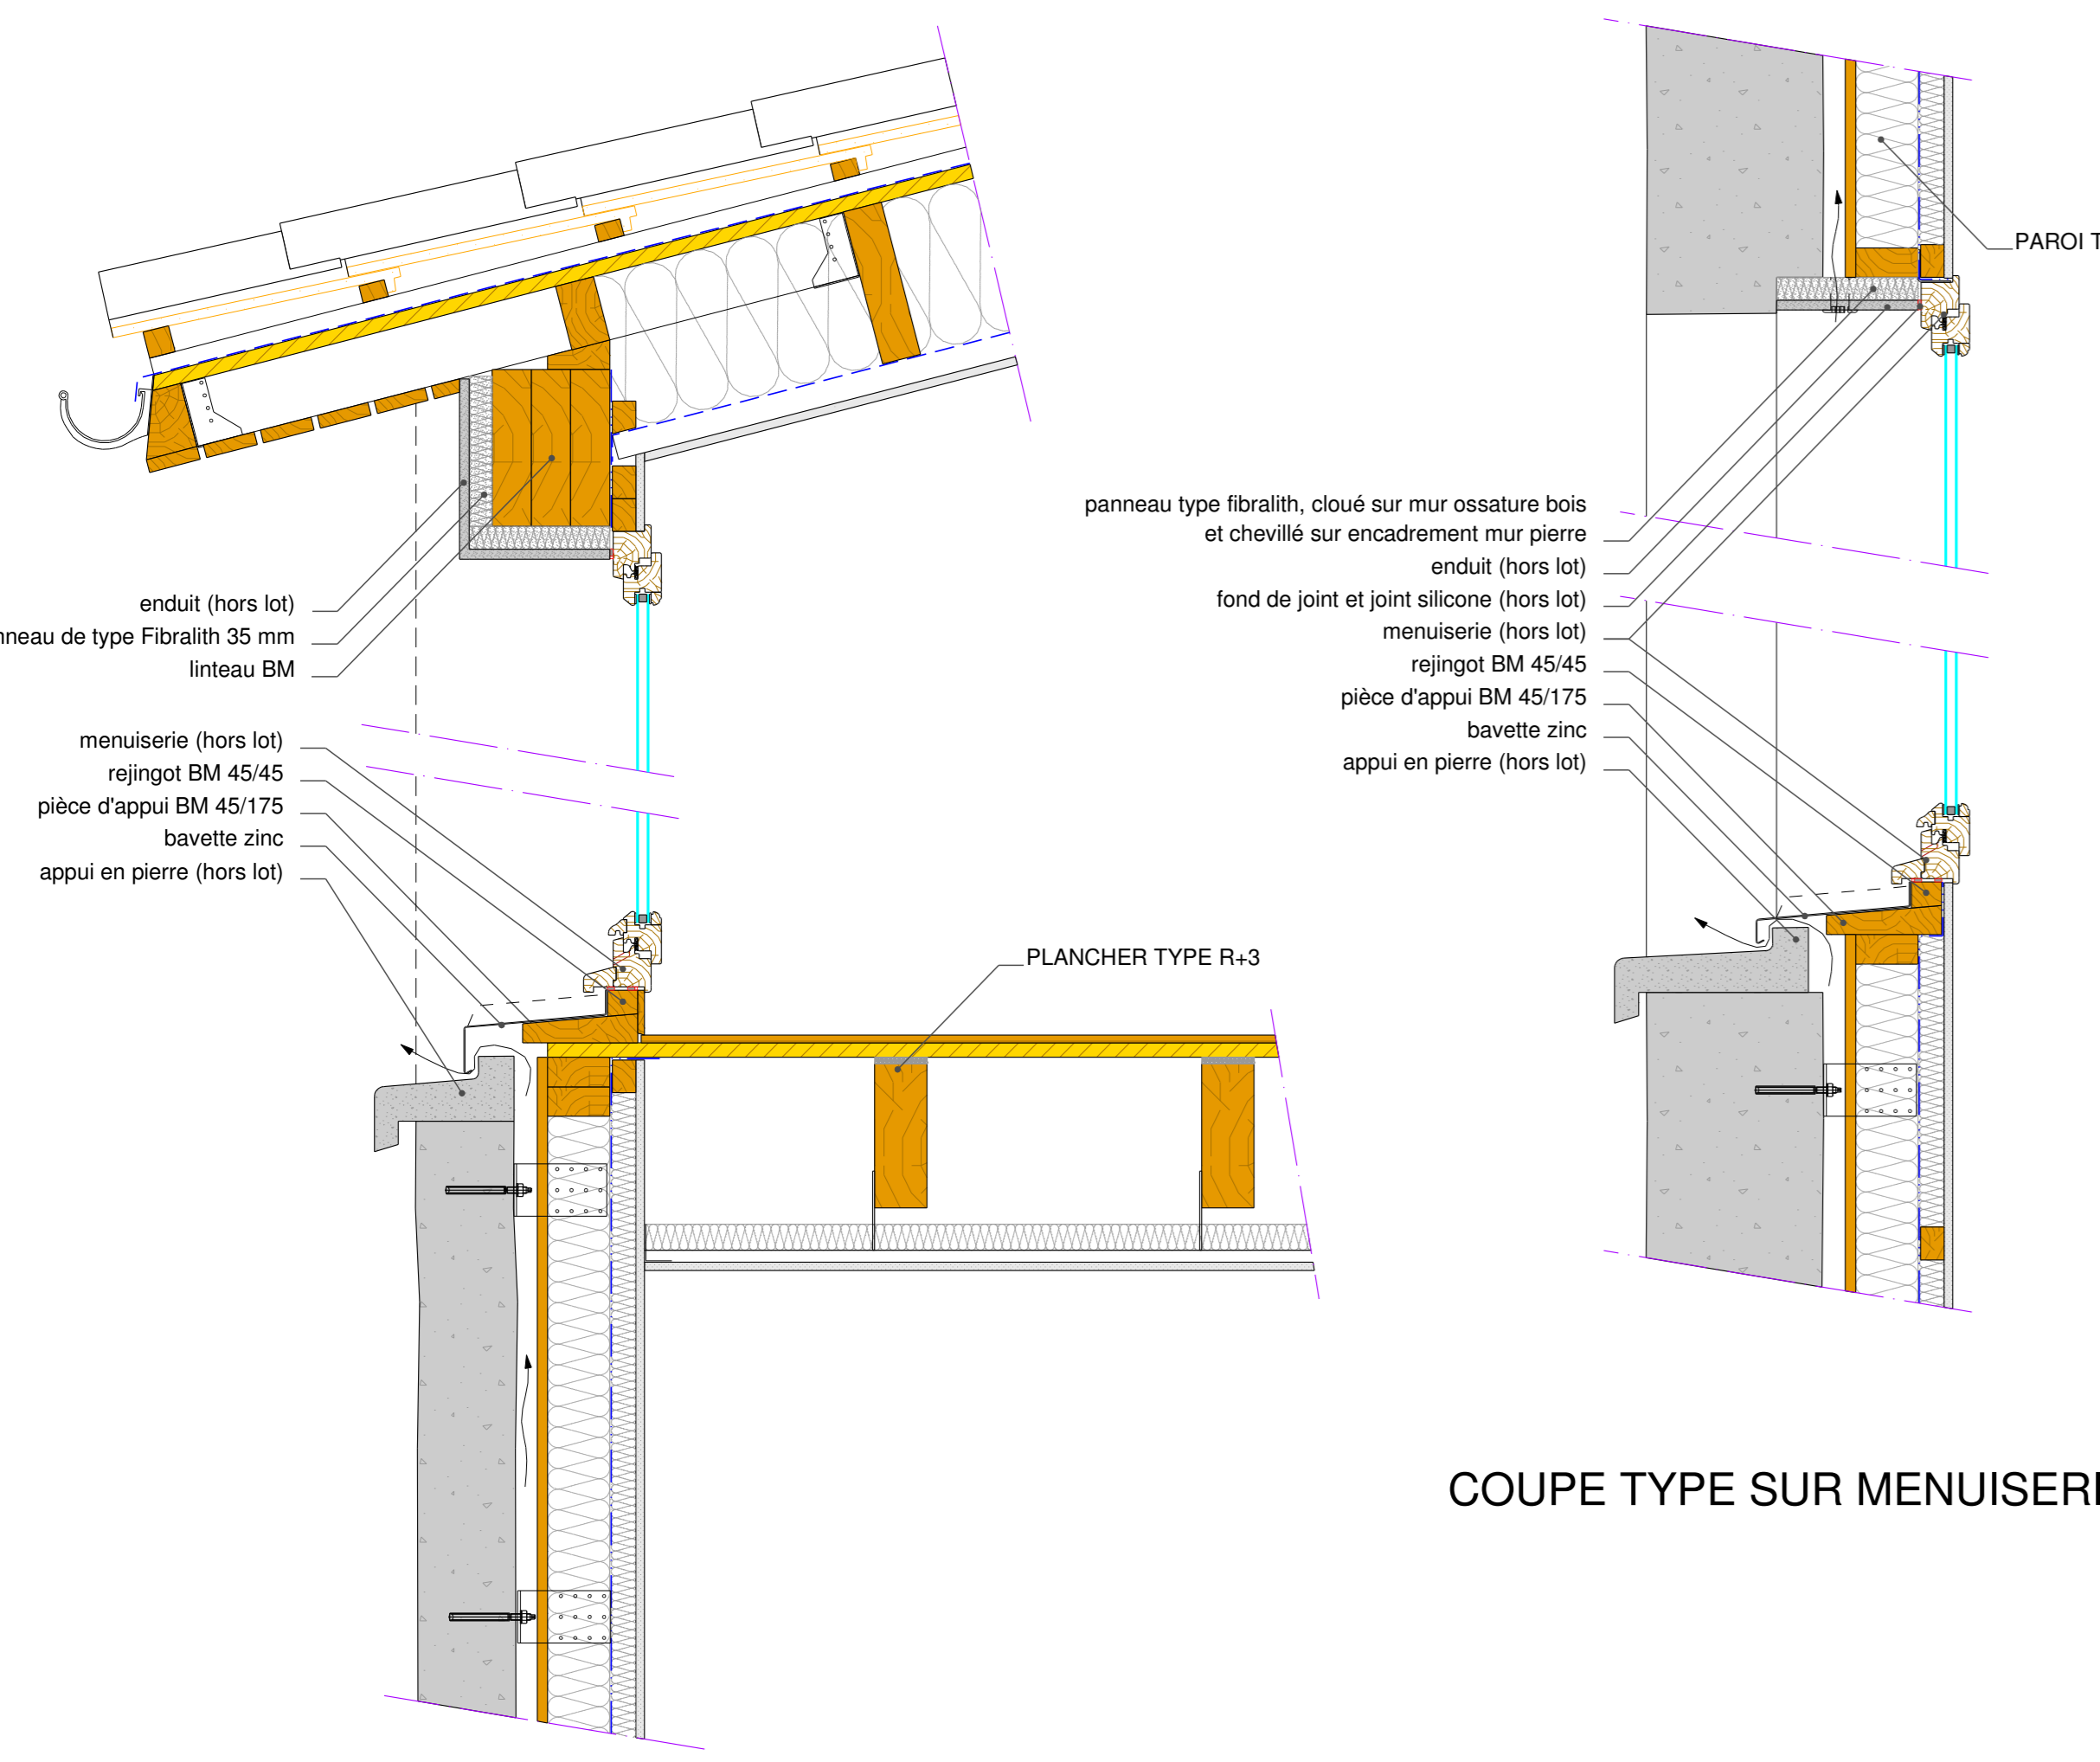 enduit (hors lot)
nneau de type Fibralith 35 mm
linteau BM
menuiserie (hors lot)
rejingot BM 45/45
pièce d'appui BM 45/175
bavette zinc
appui en pierre (hors lot)
PLANCHER TYPE R+3
PAROI T
panneau type fibralith, cloué sur mur ossature bois
et chevillé sur encadrement mur pierre
enduit (hors lot)
fond de joint et joint silicone (hors lot)
menuiserie (hors lot)
rejingot BM 45/45
pièce d'appui BM 45/175
bavette zinc
appui en pierre (hors lot)
COUPE TYPE SUR MENUISERI